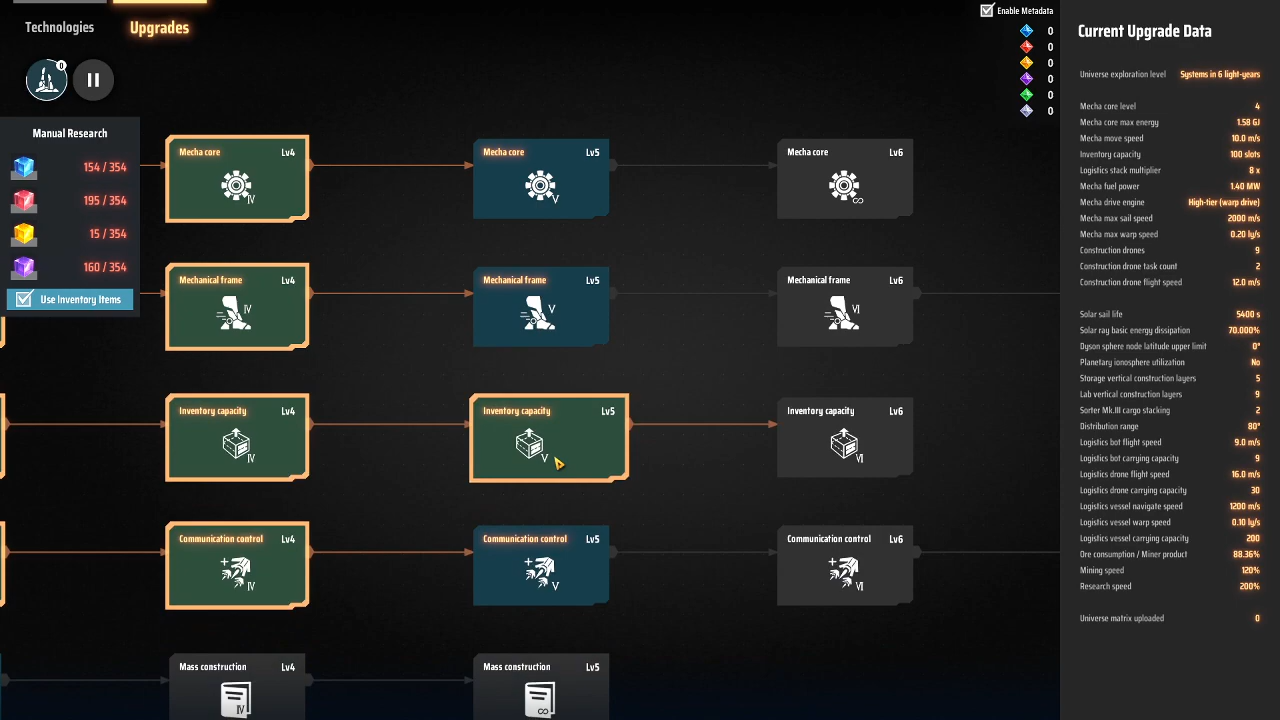 Technologies
Upgrades
Enable Metadata
0
0
0
0
0
0
0
Manual Research
154 / 354
195 / 354
15 / 354
160 / 354
Use Inventory Items
Mecha core Lv4
IV
Mecha core Lv5
V
Mecha core Lv6
∞
Mechanical frame Lv4
IV
Mechanical frame Lv5
V
Mechanical frame Lv6
VI
Inventory capacity Lv4
IV
Inventory capacity Lv5
V
Inventory capacity Lv6
VI
Communication control Lv4
IV
Communication control Lv5
V
Communication control Lv6
VI
Mass construction Lv4
IV
Mass construction Lv5
∞
Current Upgrade Data
Universe exploration level Systems in 6 light-years
Mecha core level 4
Mecha core max energy 1.58 GJ
Mecha move speed 10.0 m/s
Inventory capacity 100 slots
Logistics stack multiplier 8 x
Mecha fuel power 1.40 MW
Mecha drive engine High-tier (warp drive)
Mecha max sail speed 2000 m/s
Mecha max warp speed 0.20 ly/s
Construction drones 9
Construction drone task count 2
Construction drone flight speed 12.0 m/s
Solar sail life 5400 s
Solar ray basic energy dissipation 70.000%
Dyson sphere node latitude upper limit 0°
Planetary ionosphere utilization No
Storage vertical construction layers 5
Lab vertical construction layers 9
Sorter Mk.III cargo stacking 2
Distribution range 80°
Logistics bot flight speed 9.0 m/s
Logistics bot carrying capacity 9
Logistics drone flight speed 16.0 m/s
Logistics drone carrying capacity 30
Logistics vessel navigate speed 1200 m/s
Logistics vessel warp speed 0.10 ly/s
Logistics vessel carrying capacity 200
Ore consumption / Miner product 88.36%
Mining speed 120%
Research speed 200%
Universe matrix uploaded 0